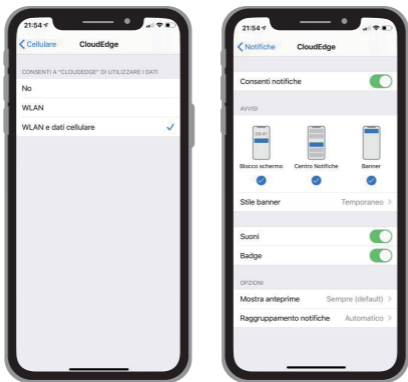 21:54
Cellulare
CloudEdge
CONSENTI A "CLOUDEDGE" DI UTILIZZARE I DATI
No
WLAN
WLAN e dati cellulare
21:54
Notifiche
CloudEdge
Consenti notifiche
AVVISI
09:41
Blocco schermo
Centro Notifiche
Banner
Stile banner
Temporaneo
Suoni
Badge
OPZIONI
Mostra anteprime
Sempre (default)
Raggruppamento notifiche
Automatico